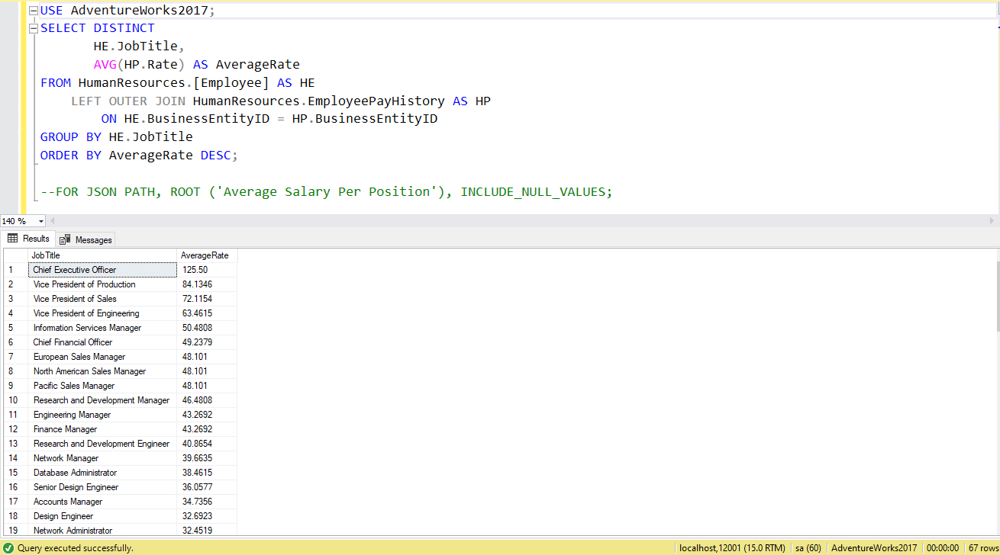 USE AdventureWorks2017;
SELECT DISTINCT
HE.JobTitle,
AVG(HP.Rate) AS AverageRate
FROM HumanResources.[Employee] AS HE
LEFT OUTER JOIN HumanResources.EmployeePayHistory AS HP
ON HE.BusinessEntityID = HP.BusinessEntityID
GROUP BY HE.JobTitle
ORDER BY AverageRate DESC;
--FOR JSON PATH, ROOT ('Average Salary Per Position'), INCLUDE_NULL_VALUES;
140 %
Results Messages
JobTitle AverageRate
1 Chief Executive Officer 125.50
2 Vice President of Production 84.1346
3 Vice President of Sales 72.1154
4 Vice President of Engineering 63.4615
5 Information Services Manager 50.4808
6 Chief Financial Officer 49.2379
7 European Sales Manager 48.101
8 North American Sales Manager 48.101
9 Pacific Sales Manager 48.101
10 Research and Development Manager 46.4808
11 Engineering Manager 43.2692
12 Finance Manager 43.2692
13 Research and Development Engineer 40.8654
14 Network Manager 39.6635
15 Database Administrator 38.4615
16 Senior Design Engineer 36.0577
17 Accounts Manager 34.7356
18 Design Engineer 32.6923
19 Network Administrator 32.4519
Query executed successfully. localhost,12001 (15.0 RTM) sa (60) AdventureWorks2017 00:00:00 67 rows